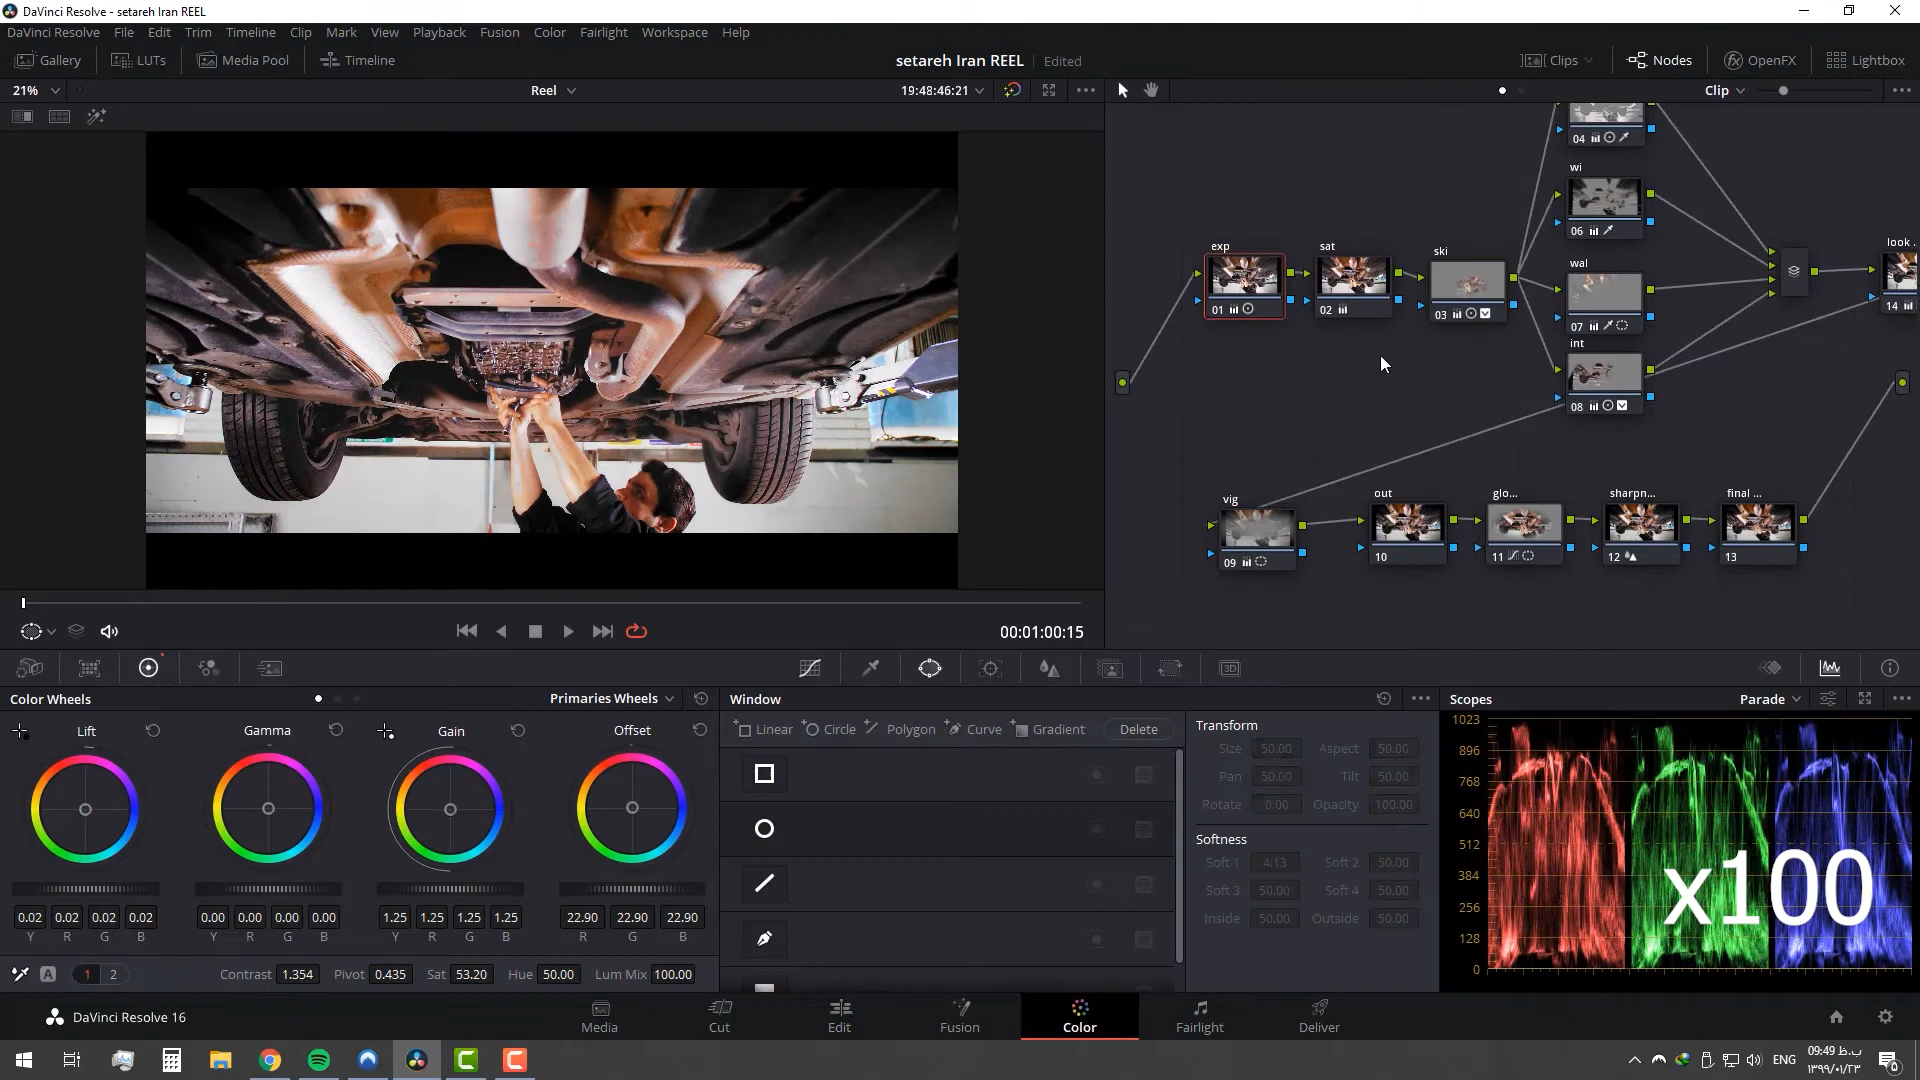 DaVinci Resolve - setareh Iran REEL
DaVinci Resolve File Edit Trim Timeline Clip Mark View Playback Fusion Color Fairlight Workspace Help
Gallery LUTs Media Pool Timeline setareh Iran REEL Edited Clips Nodes OpenFX Lightbox
21% Reel 19:48:46:21 Clip
04
wi
06
exp sat ski wal look ..
01 02 03 07 14
int
08
vig out glo... sharpn... final ...
09 10 11 12 13
00:01:00:15
3D
Color Wheels Primaries Wheels Window Scopes Parade
Lift Gamma Gain Offset
Linear Circle Polygon Curve Gradient Delete
Transform
Size 50.00 Aspect 50.00
Pan 50.00 Tilt 50.00
Rotate 0.00 Opacity 100.00
Softness
Soft 1 4.13 Soft 2 50.00
Soft 3 50.00 Soft 4 50.00
Inside 50.00 Outside 50.00
1023
896
768
640
512
384
256
128
0
x100
0.02 0.02 0.02 0.02 0.00 0.00 0.00 0.00 1.25 1.25 1.25 1.25 22.90 22.90 22.90
Y R G B Y R G B Y R G B R G B
A 1 2 Contrast 1.354 Pivot 0.435 Sat 53.20 Hue 50.00 Lum Mix 100.00
DaVinci Resolve 16 Media Cut Edit Fusion Color Fairlight Deliver
ENG
09:49 ب.ظ
۱۳۹۹/۰۱/۲۳
۵